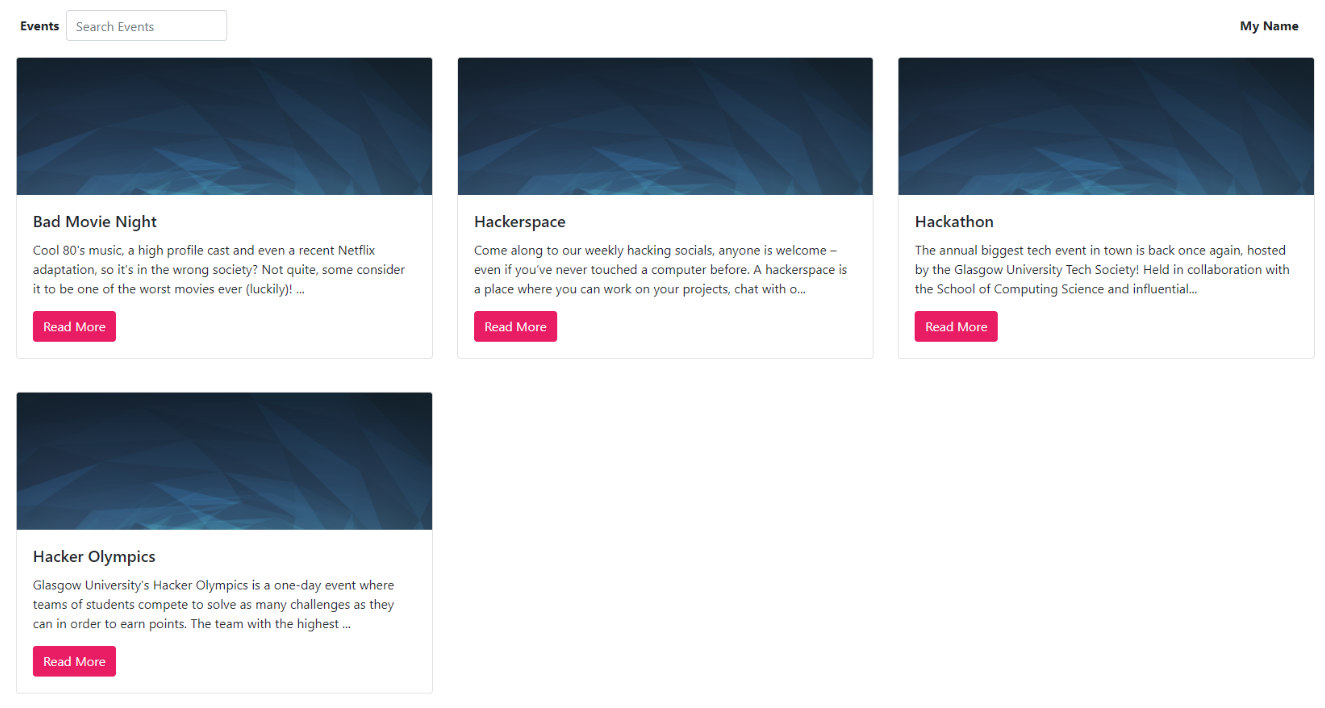 Events
Search Events
My Name
Bad Movie Night
Cool 80's music, a high profile cast and even a recent Netflix
adaptation, so it's in the wrong society? Not quite, some consider
it to be one of the worst movies ever (luckily)! ...
Read More
Hackerspace
Come along to our weekly hacking socials, anyone is welcome –
even if you've never touched a computer before. A hackerspace is
a place where you can work on your projects, chat with o...
Read More
Hackathon
The annual biggest tech event in town is back once again, hosted
by the Glasgow University Tech Society! Held in collaboration with
the School of Computing Science and influential...
Read More
Hacker Olympics
Glasgow University's Hacker Olympics is a one-day event where
teams of students compete to solve as many challenges as they
can in order to earn points. The team with the highest ...
Read More